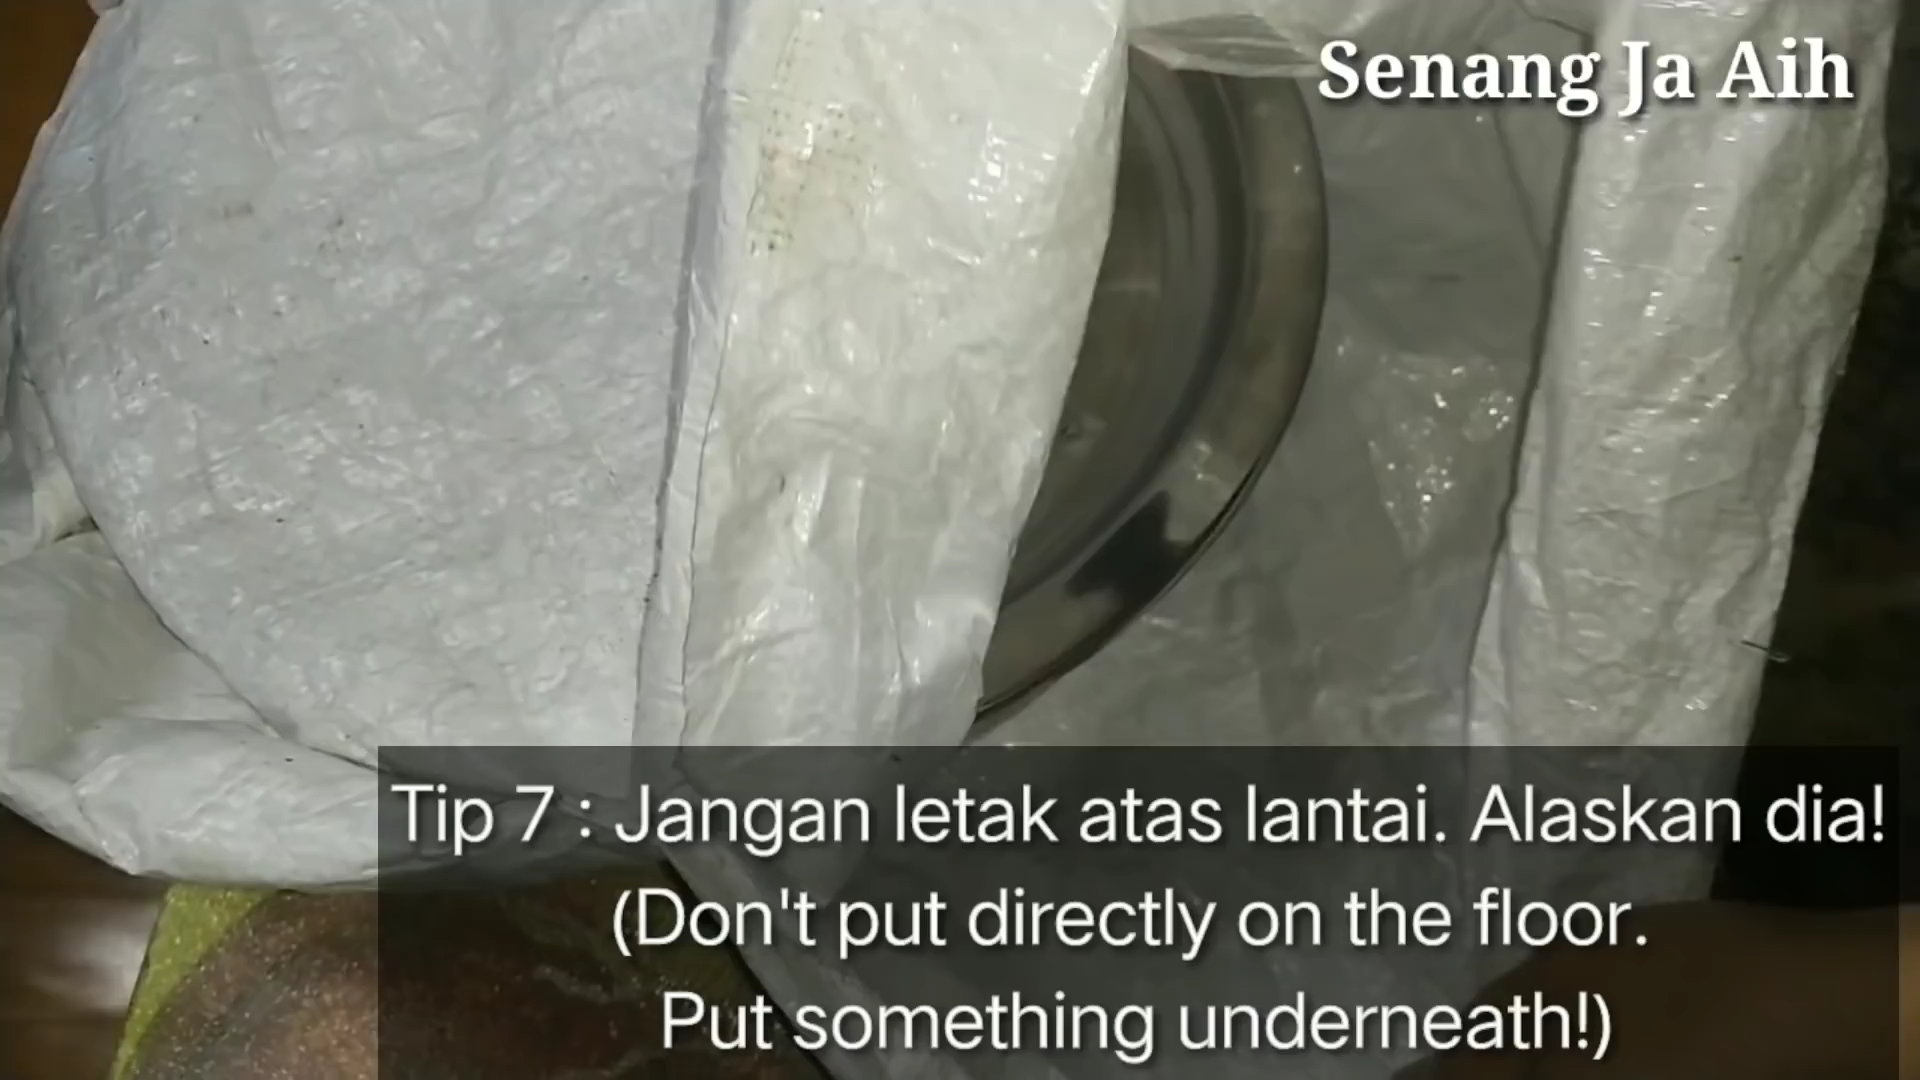 Senang Ja Aih
Tip 7 : Jangan letak atas lantai. Alaskan dia!
(Don't put directly on the floor.
Put something underneath!)